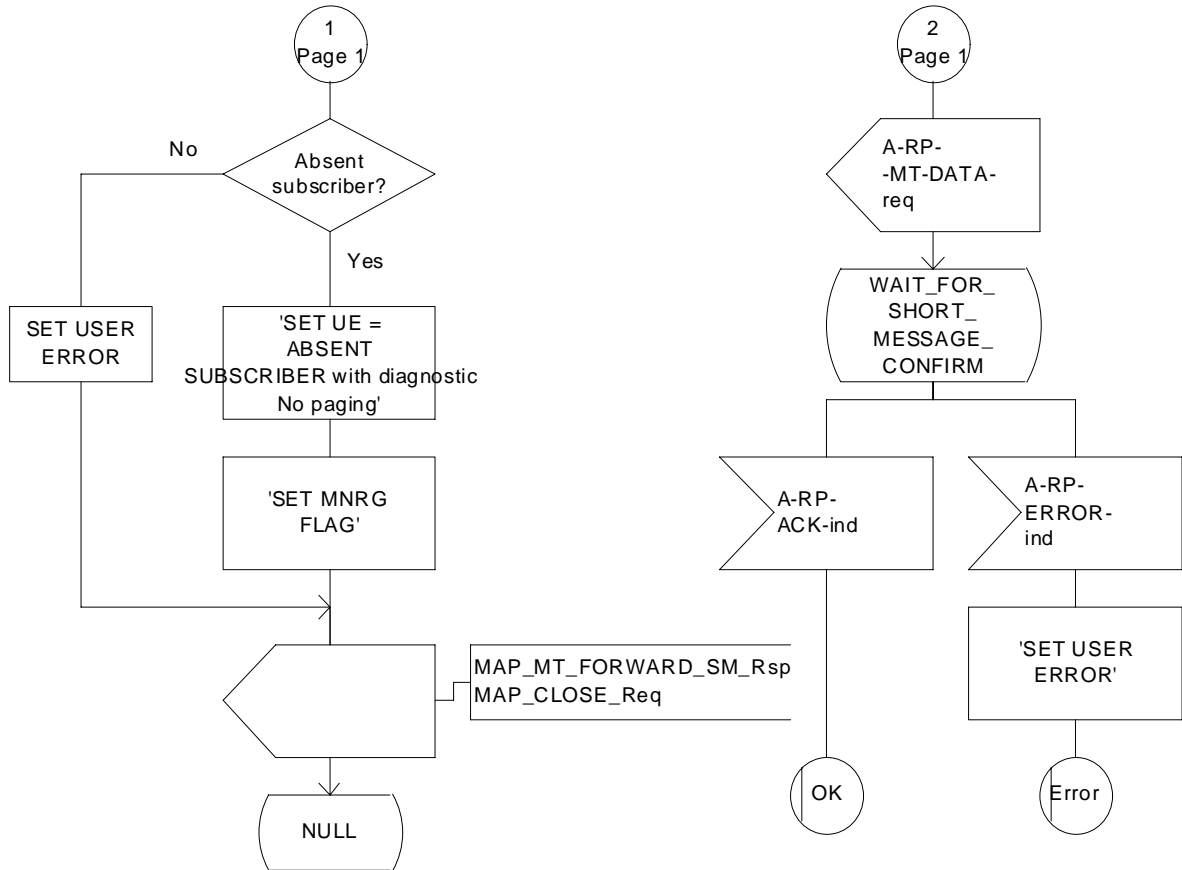 1
Page 1
No
Absent
subscriber?
Yes
SET USER
ERROR
'SET UE =
ABSENT
SUBSCRIBER with diagnostic
No paging'
'SET MNRG
FLAG'
MAP_MT_FORWARD_SM_Rsp
MAP_CLOSE_Req
NULL
2
Page 1
A-RP-
-MT-DATA-
req
WAIT_FOR_
SHORT_
MESSAGE_
CONFIRM
A-RP-
ACK-ind
A-RP-
ERROR-
ind
'SET USER
ERROR'
OK
Error